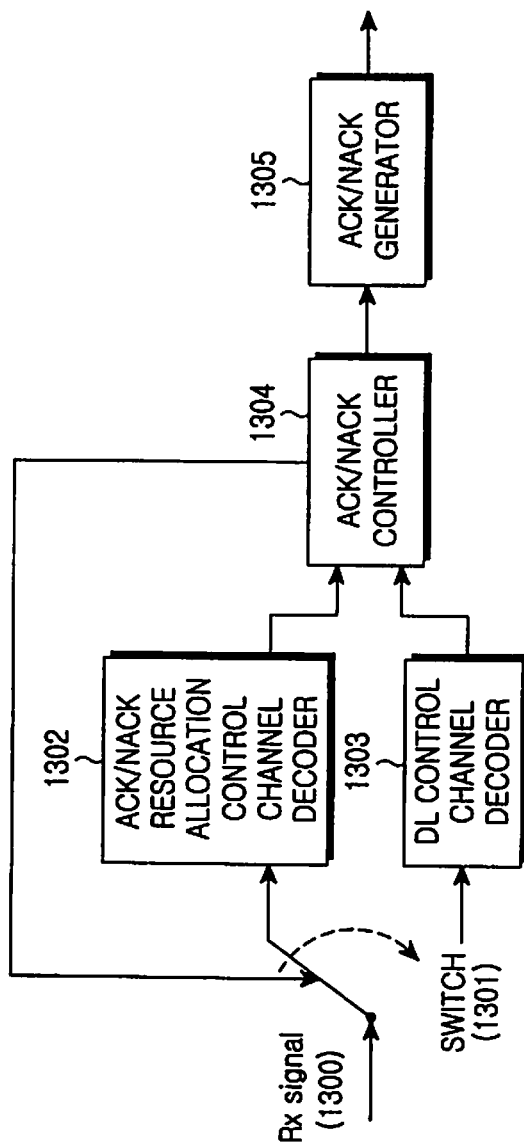 Rx signal
(1300)
SWITCH
(1301)
1302
ACK/NACK
RESOURCE
ALLOCATION
CONTROL
CHANNEL
DECODER
1303
DL CONTROL
CHANNEL
DECODER
1304
ACK/NACK
CONTROLLER
1305
ACK/NACK
GENERATOR